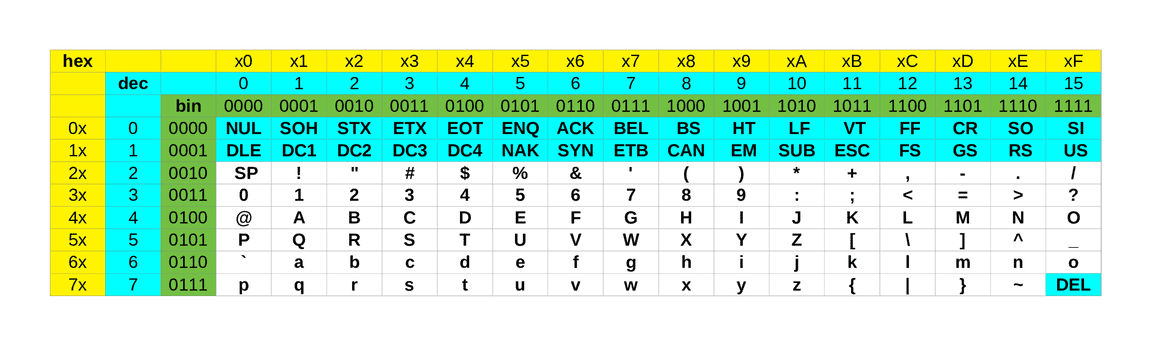 hex x0 x1 x2 x3 x4 x5 x6 x7 x8 x9 xA xB xC xD xE xF
dec 0 1 2 3 4 5 6 7 8 9 10 11 12 13 14 15
bin 0000 0001 0010 0011 0100 0101 0110 0111 1000 1001 1010 1011 1100 1101 1110 1111
0x 0 0000 NUL SOH STX ETX EOT ENQ ACK BEL BS HT LF VT FF CR SO SI
1x 1 0001 DLE DC1 DC2 DC3 DC4 NAK SYN ETB CAN EM SUB ESC FS GS RS US
2x 2 0010 SP ! " # $ % & ' ( ) * + , - . /
3x 3 0011 0 1 2 3 4 5 6 7 8 9 : ; < = > ?
4x 4 0100 @ A B C D E F G H I J K L M N O
5x 5 0101 P Q R S T U V W X Y Z [ \ ] ^ _
6x 6 0110 ` a b c d e f g h i j k l m n o
7x 7 0111 p q r s t u v w x y z { | } ~ DEL